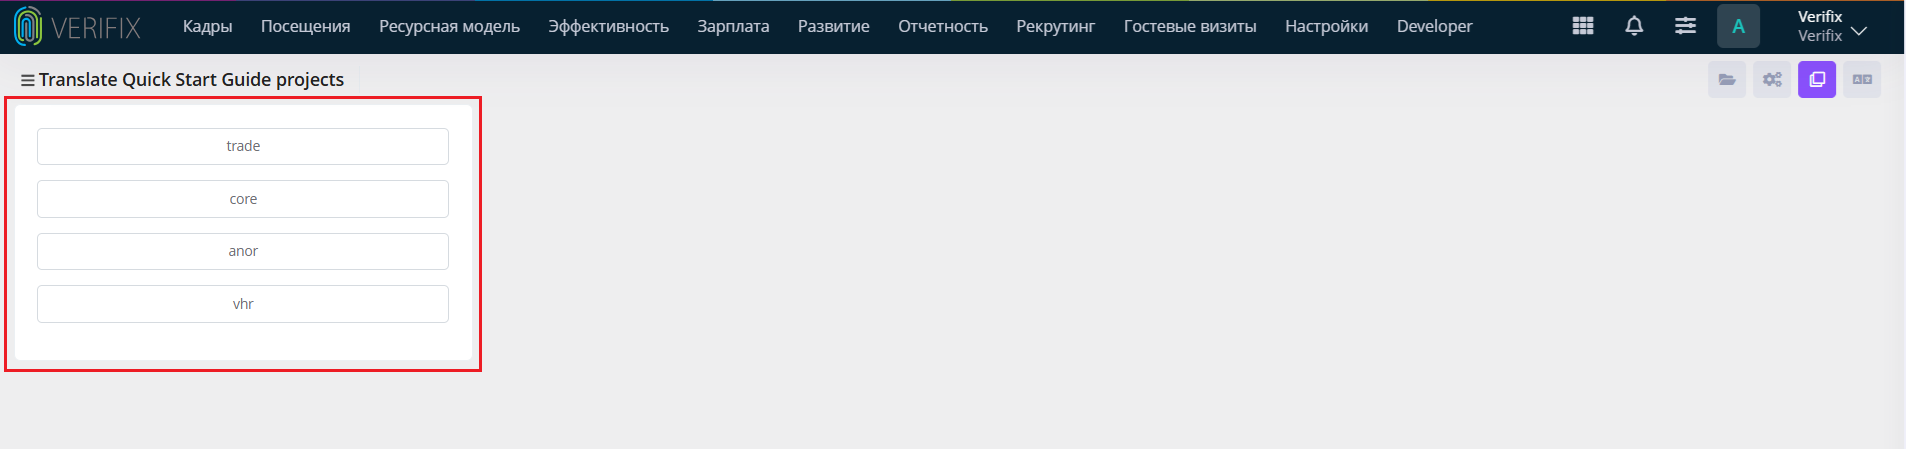 VERIFIX Кадры Посещения Ресурсная модель Эффективность Зарплата Развитие Отчетность Рекрутинг Гостевые визиты Настройки Developer A Verifix
Verifix
Translate Quick Start Guide projects
trade
core
anor
vhr